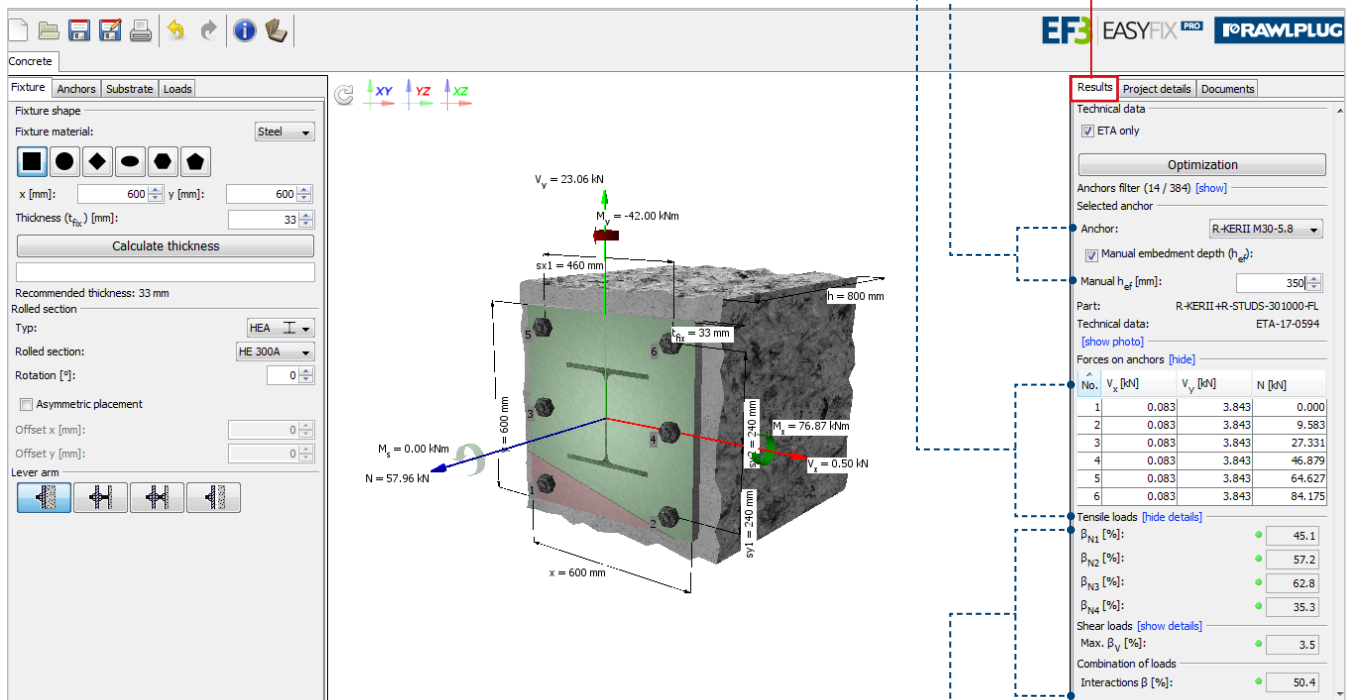 EF3 EASYFIX PRO RAWLPLUG
Concrete
Fixture Anchors Substrate Loads
Fixture shape
Fixture material: Steel
x [mm]: 600 y [mm]: 600
Thickness (tfix) [mm]: 33
Calculate thickness
Recommended thickness: 33 mm
Rolled section
Typ: HEA
Rolled section: HE 300A
Rotation [°]: 0
Asymmetric placement
Offset x [mm]: 0
Offset y [mm]: 0
Lever arm
XY YZ XZ
Vy = 23.06 kN
My = -42.00 kNm
sx1 = 460 mm
h = 800 mm
tfix = 33 mm
5
6
3
4
1
2
= 600 mm
sy2 = 240 mm
Mx = 76.87 kNm
Vx = 0.50 kN
Ms = 0.00 kNm
N = 57.96 kN
sy1 = 240 mm
x = 600 mm
Results Project details Documents
Technical data
ETA only
Optimization
Anchors filter (14 / 384) [show]
Selected anchor
Anchor: R-KERII M30-5.8
Manual embedment depth (hef):
Manual hef [mm]: 350
Part: R-KERII+R-STUDS-301000-FL
Technical data: ETA-17-0594
[show photo]
Forces on anchors [hide]
No. Vx [kN] Vy [kN] N [kN]
1 0.083 3.843 0.000
2 0.083 3.843 9.583
3 0.083 3.843 27.331
4 0.083 3.843 46.879
5 0.083 3.843 64.627
6 0.083 3.843 84.175
Tensile loads [hide details]
βN1 [%]: 45.1
βN2 [%]: 57.2
βN3 [%]: 62.8
βN4 [%]: 35.3
Shear loads [show details]
Max. βV [%]: 3.5
Combination of loads
Interactions β [%]: 50.4